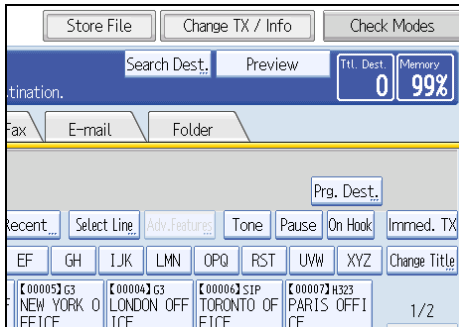 Store File Change TX / Info Check Modes
Search Dest. Preview Ttl. Dest. Memory
tination. 0 99%
Fax E-mail Folder
Prg. Dest.
Recent Select Line Adv.Features Tone Pause On Hook Immed. TX
EF GH IJK LMN OPQ RST UVW XYZ Change Title
【00005】G3 【00004】G3 【00006】SIP 【00007】H323
NEW YORK O LONDON OFF TORONTO OF PARIS OFFI 1/2
FFICE ICE FICE CE